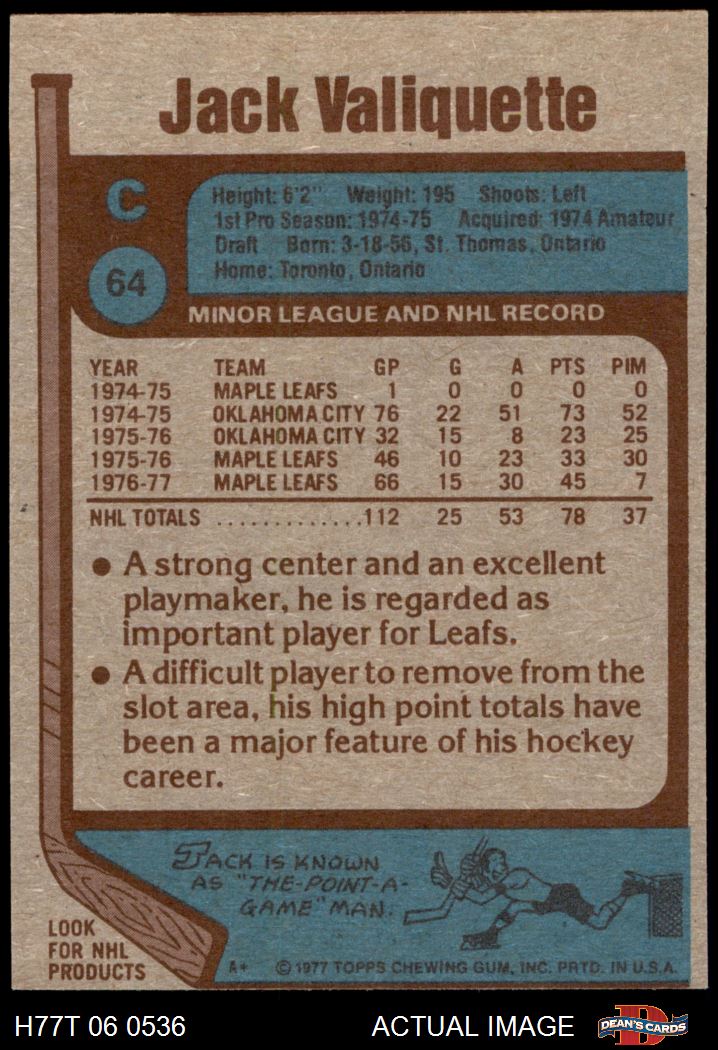 Jack Valiquette
C
Height: 6'2" Weight: 195 Shoots: Left
1st Pro Season: 1974-75 Acquired: 1974 Amateur
Draft Born: 3-18-56, St. Thomas, Ontario
Home: Toronto, Ontario
64
MINOR LEAGUE AND NHL RECORD
YEAR TEAM GP G A PTS PIM
1974-75 MAPLE LEAFS 1 0 0 0 0
1974-75 OKLAHOMA CITY 76 22 51 73 52
1975-76 OKLAHOMA CITY 32 15 8 23 25
1975-76 MAPLE LEAFS 46 10 23 33 30
1976-77 MAPLE LEAFS 66 15 30 45 7
NHL TOTALS .............112 25 53 78 37
● A strong center and an excellent
playmaker, he is regarded as
important player for Leafs.
● A difficult player to remove from the
slot area, his high point totals have
been a major feature of his hockey
career.
JACK IS KNOWN
AS "THE-POINT-A-
GAME" MAN.
LOOK
FOR NHL
PRODUCTS
A+ © 1977 TOPPS CHEWING GUM, INC. PRTD. IN U.S.A.
H77T 06 0536 ACTUAL IMAGE
D
DEAN'S CARDS